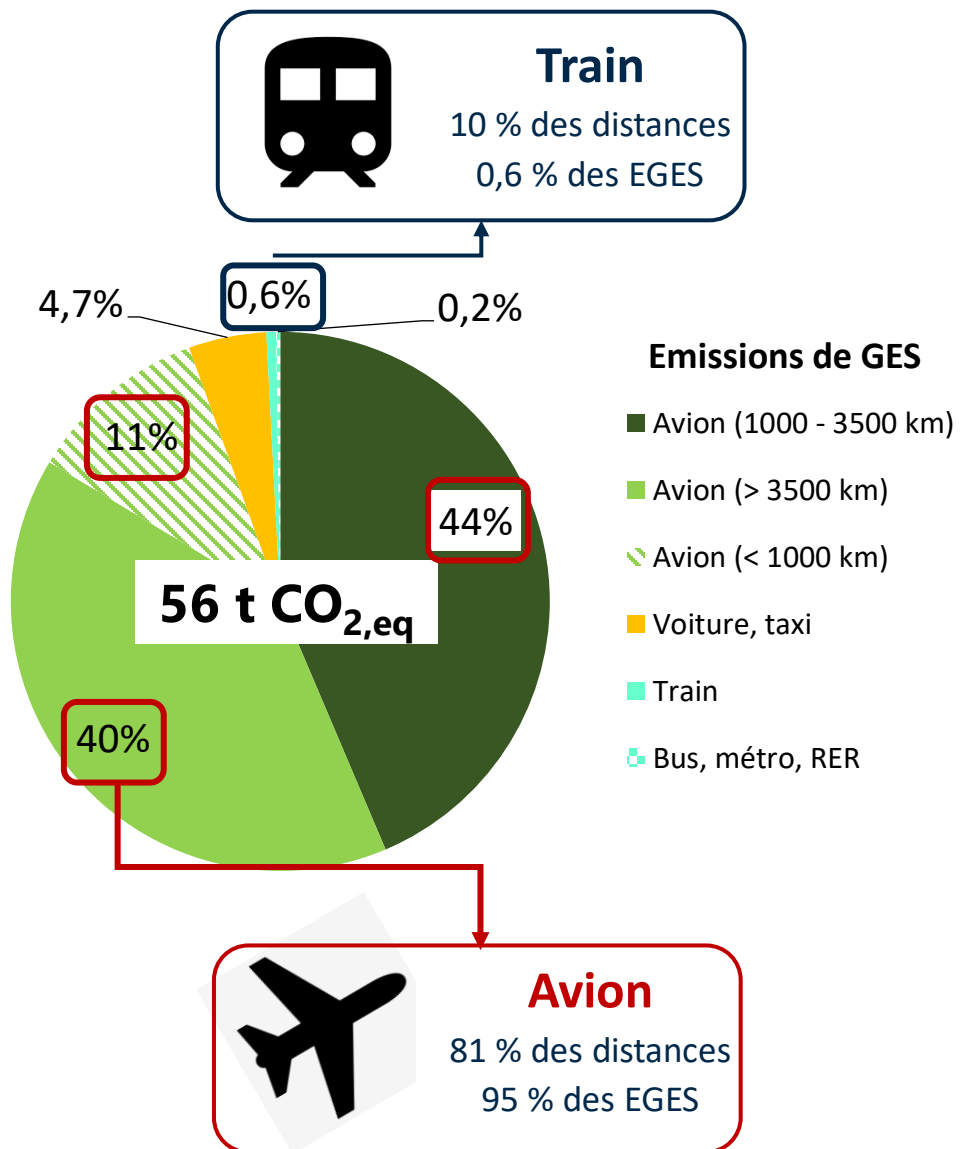 Train
10 % des distances
0,6 % des EGES
4,7%
0,6%
0,2%
11%
44%
56 t CO2,eq
40%
Emissions de GES
Avion (1000 - 3500 km)
Avion (> 3500 km)
Avion (< 1000 km)
Voiture, taxi
Train
Bus, métro, RER
Avion
81 % des distances
95 % des EGES